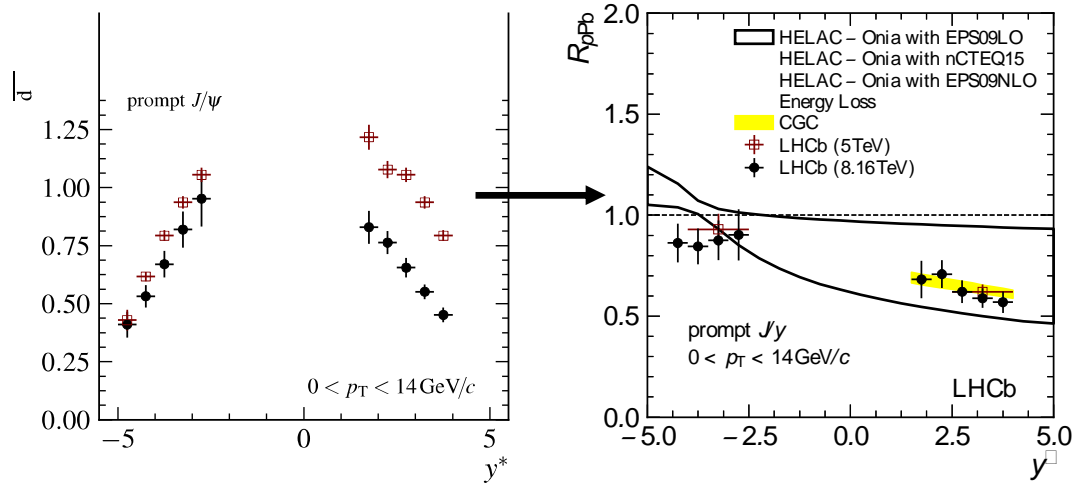 d
prompt J/ψ
1.25
1.00
0.75
0.50
0.25
0.00
0 < p_T < 14 GeV/c
−5
0
5
y*
R_pPb
2.0
1.5
1.0
0.5
0.0
HELAC – Onia with EPS09LO
HELAC – Onia with nCTEQ15
HELAC – Onia with EPS09NLO
Energy Loss
CGC
LHCb (5TeV)
LHCb (8.16TeV)
prompt J/y
0 < p_T < 14GeV/c
LHCb
−5.0
−2.5
0.0
2.5
5.0
y□